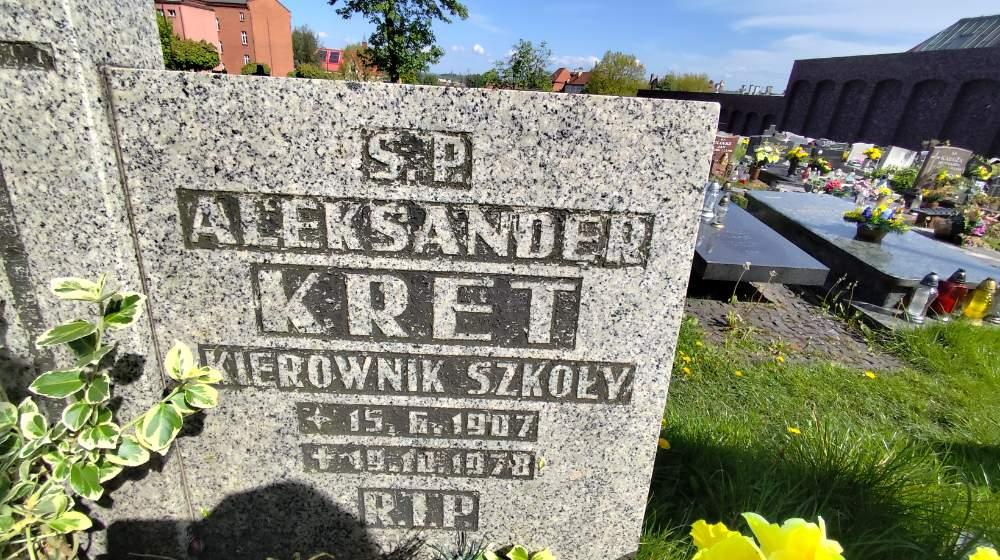 S.P.
ALEKSANDER
KRET
KIEROWNIK SZKOŁY
* 15.6.1907
+ 19.10.1978
R.I.P